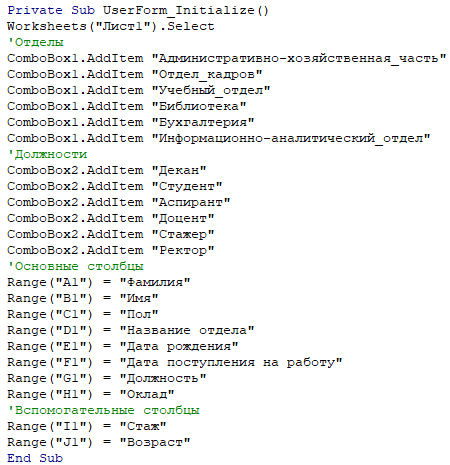 Private Sub UserForm_Initialize()
Worksheets("Лист1").Select
'Отделы
ComboBox1.AddItem "Административно-хозяйственная_часть"
ComboBox1.AddItem "Отдел_кадров"
ComboBox1.AddItem "Учебный_отдел"
ComboBox1.AddItem "Библиотека"
ComboBox1.AddItem "Бухгалтерия"
ComboBox1.AddItem "Информационно-аналитический_отдел"
'Должности
ComboBox2.AddItem "Декан"
ComboBox2.AddItem "Студент"
ComboBox2.AddItem "Аспирант"
ComboBox2.AddItem "Доцент"
ComboBox2.AddItem "Стажер"
ComboBox2.AddItem "Ректор"
'Основные столбцы
Range("A1") = "Фамилия"
Range("B1") = "Имя"
Range("C1") = "Пол"
Range("D1") = "Название отдела"
Range("E1") = "Дата рождения"
Range("F1") = "Дата поступления на работу"
Range("G1") = "Должность"
Range("H1") = "Оклад"
'Вспомогательные столбцы
Range("I1") = "Стаж"
Range("J1") = "Возраст"
End Sub